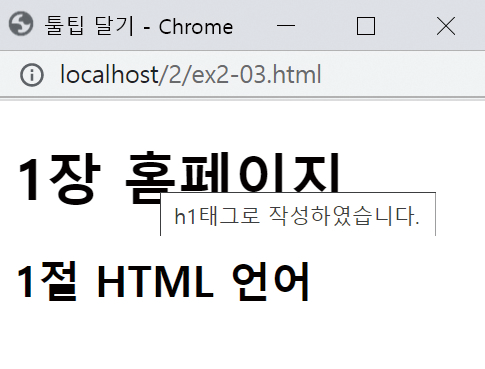 툴팁 달기 - Chrome
localhost/2/ex2-03.html
1장 홈페이지
h1태그로 작성하였습니다.
1절 HTML 언어